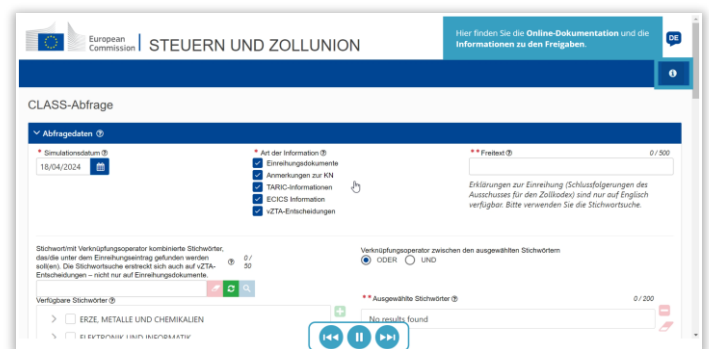 European
Commission
STEUERN UND ZOLLUNION
Hier finden Sie die Online-Dokumentation und die
Informationen zu den Freigaben.
DE
CLASS-Abfrage
Abfragedaten
* Simulationsdatum
18/04/2024
* Art der Information
Einreihungsdokumente
Anmerkungen zur KN
TARIC-Informationen
ECICS Information
vZTA-Entscheidungen
* * Freitext
0 / 500
Erklärungen zur Einreihung (Schlussfolgerungen des
Ausschusses für den Zollkodex) sind nur auf Englisch
verfügbar. Bitte verwenden Sie die Stichwortsuche.
Stichwort/mit Verknüpfungsoperator kombinierte Stichwörter,
das/die unter dem Einreihungseintrag gefunden werden
soll(en). Die Stichwortsuche erstreckt sich auch auf vZTA-
Entscheidungen – nicht nur auf Einreihungsdokumente.
0 /
50
Verknüpfungsoperator zwischen den ausgewählten Stichwörtern
ODER
UND
Verfügbare Stichwörter
ERZE, METALLE UND CHEMIKALIEN
ELEKTRONIK UND INFORMATIK
* * Ausgewählte Stichwörter
0 / 200
No results found